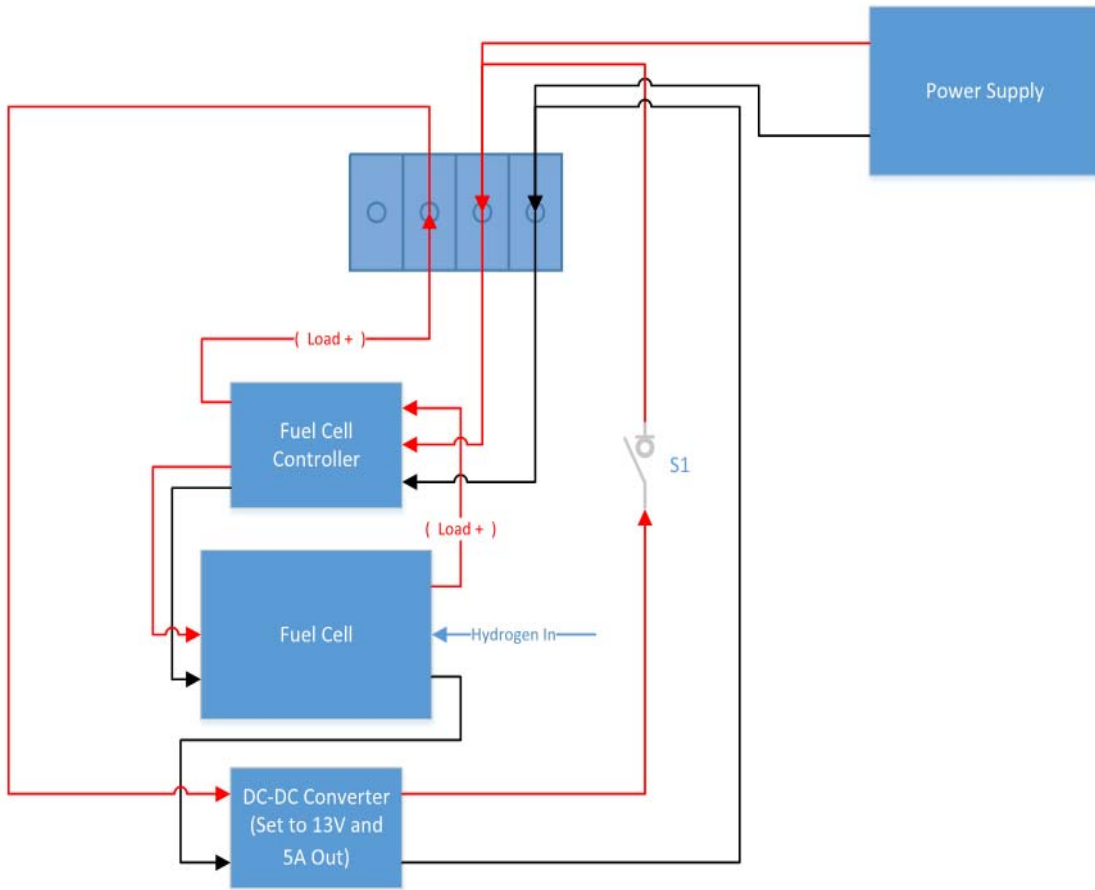 Power Supply
( Load + )
Fuel Cell
Controller
S1
( Load + )
Fuel Cell
Hydrogen In
DC-DC Converter
(Set to 13V and
5A Out)